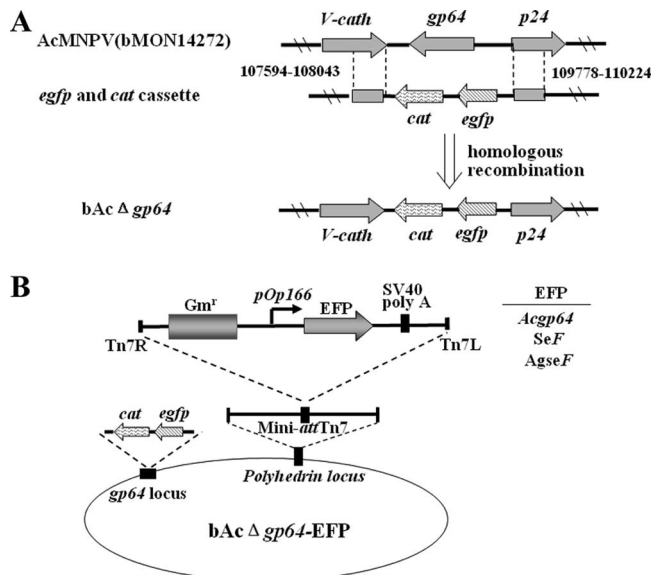 A
AcMNPV(bMON14272)
V-cath gp64 p24
107594-108043 109778-110224
egfp and cat cassette
cat egfp
homologous
recombination
bAc Δ gp64
V-cath cat egfp p24
B
Gmʳ pOp166 EFP SV40
poly A
Tn7R Tn7L
EFP
Acgp64
SeF
AgseF
cat egfp
Mini-attTn7
gp64 locus
Polyhedrin locus
bAc Δ gp64-EFP